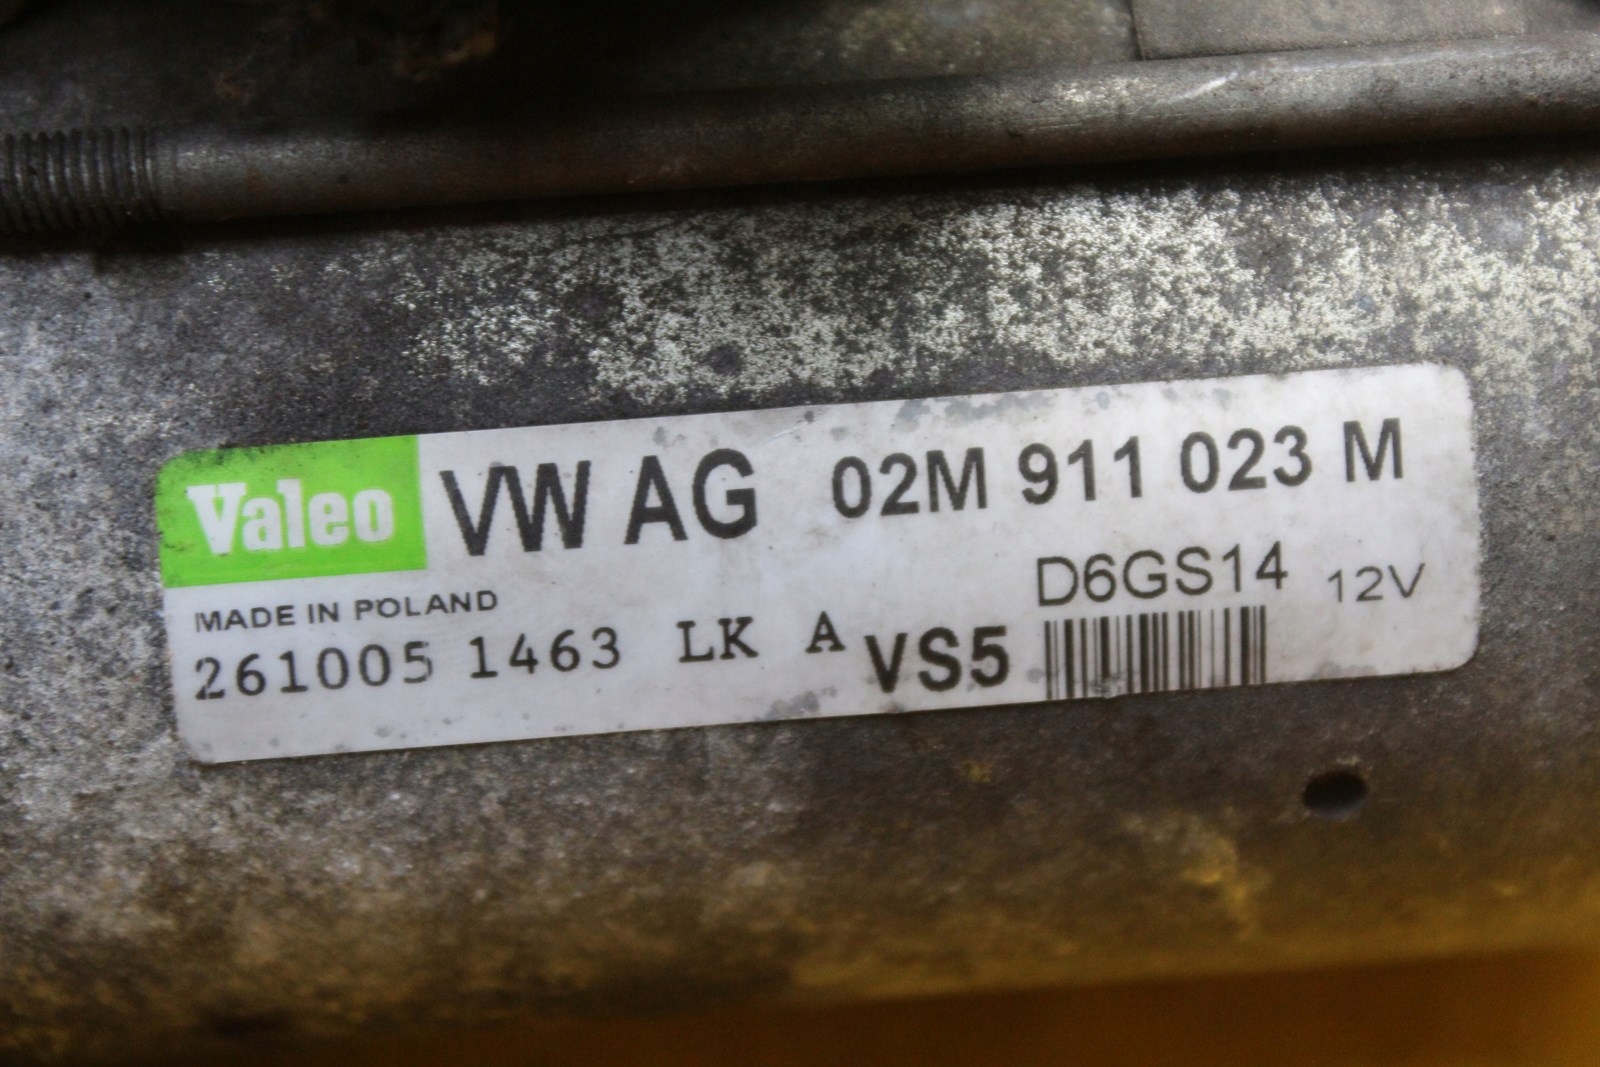 Valeo VW AG 02M 911 023 M
D6GS14 12V
MADE IN POLAND
261005 1463 LK A VS5